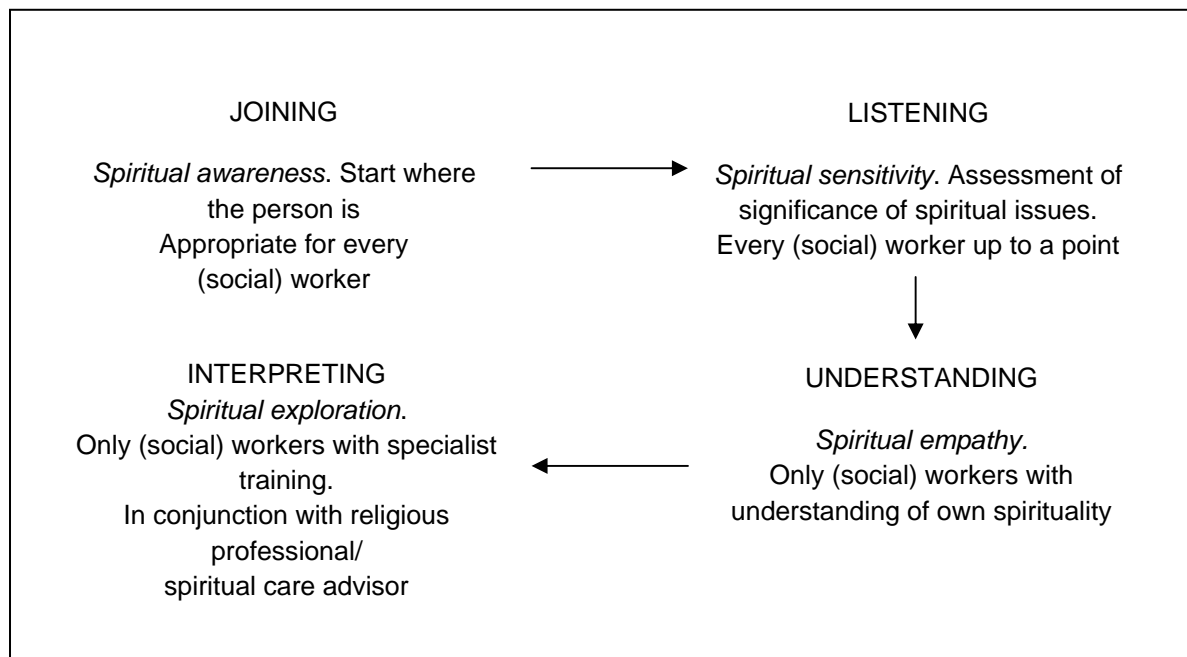 JOINING
Spiritual awareness. Start where
the person is
Appropriate for every
(social) worker
LISTENING
Spiritual sensitivity. Assessment of
significance of spiritual issues.
Every (social) worker up to a point
UNDERSTANDING
Spiritual empathy.
Only (social) workers with
understanding of own spirituality
INTERPRETING
Spiritual exploration.
Only (social) workers with specialist
training.
In conjunction with religious
professional/
spiritual care advisor